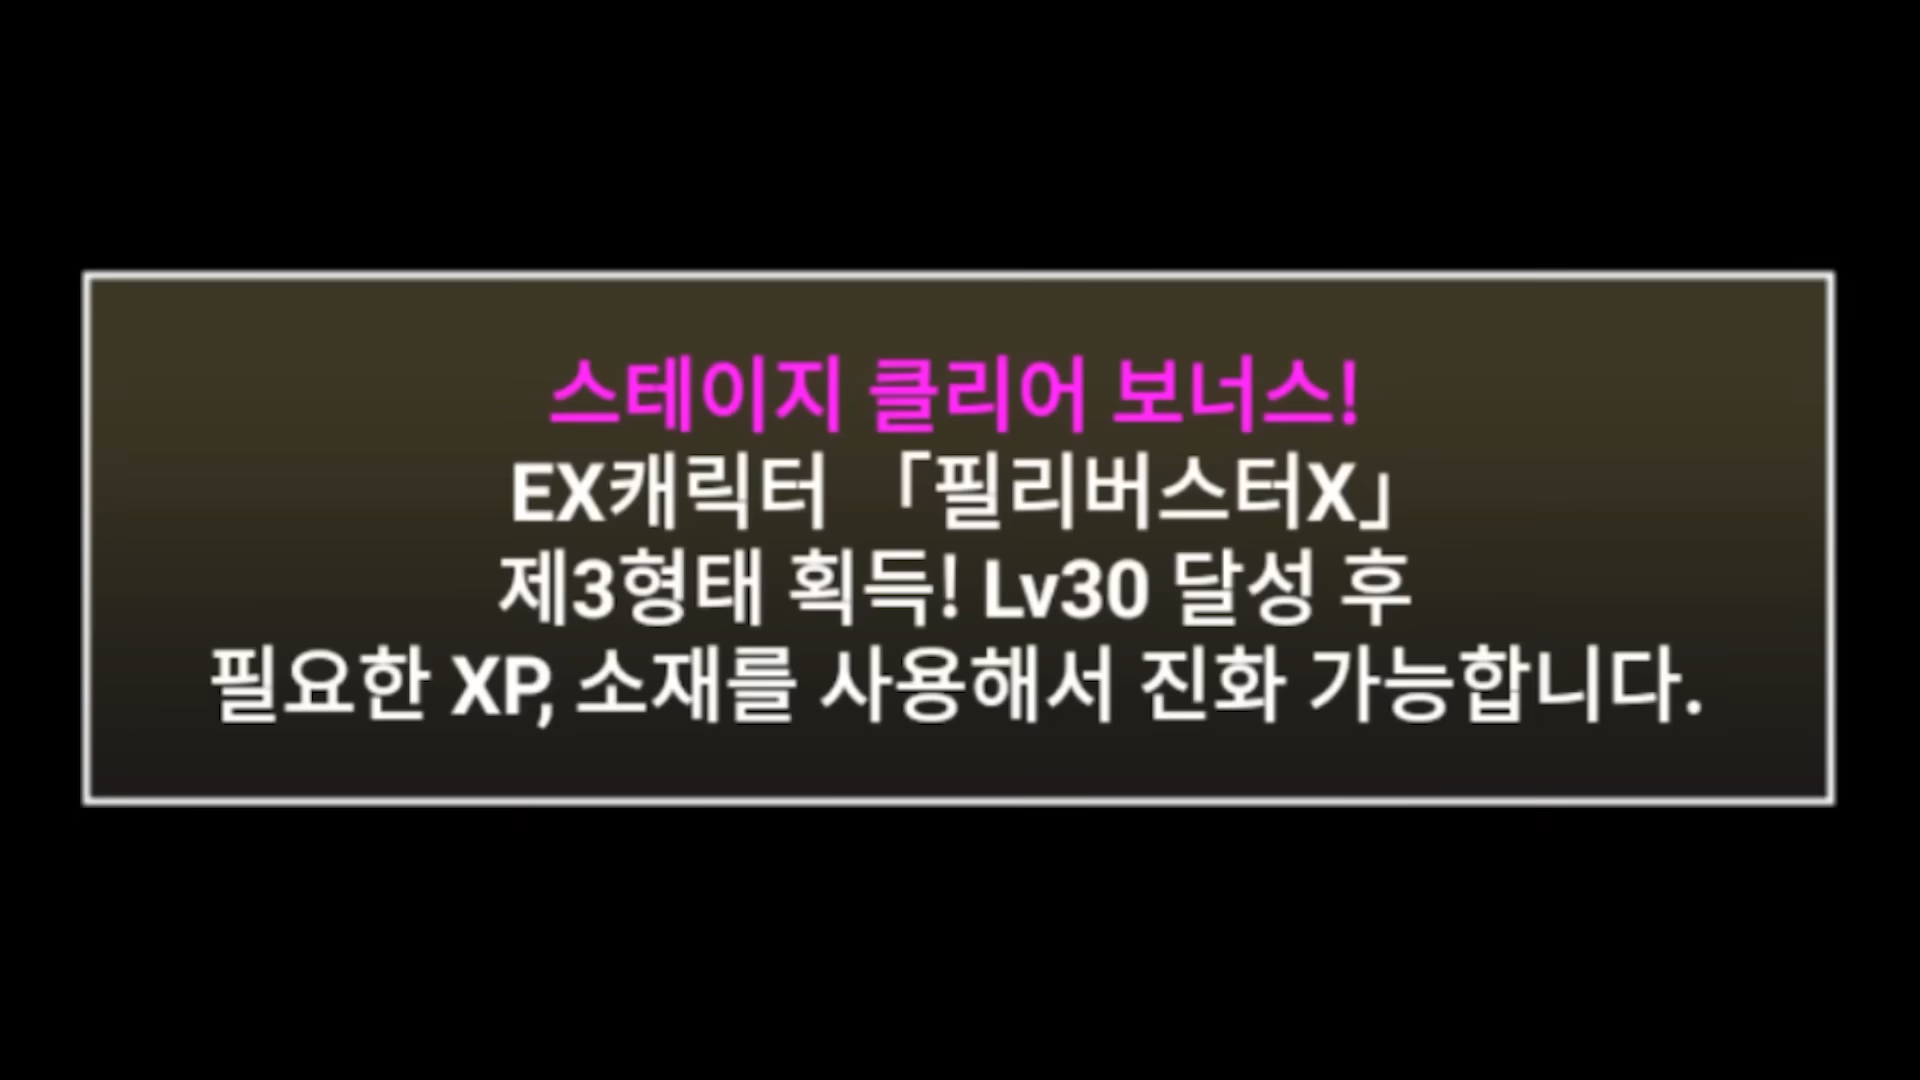 스테이지 클리어 보너스!
EX캐릭터 「필리버스터X」
제3형태 획득! Lv30 달성 후
필요한 XP, 소재를 사용해서 진화 가능합니다.